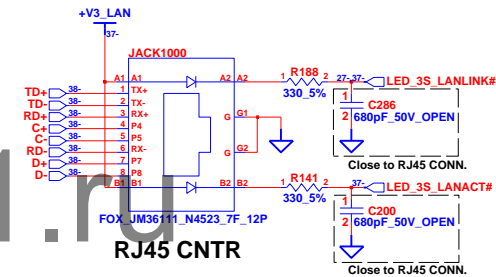 +V3_LAN
37-
JACK1000
A1 A1 A2 A2 1 R188 2 27-37- LED_3S_LANLINK#
330_5%
TD+ 38- 1 TX+
TD- 38- 2 TX-
RD+ 38- 3 RX+
C+ 38- 4 P4
C- 38- 5 P5
RD- 38- 6 RX-
D+ 38- 7 P7
D- 38- 8 P8
G G1
G G2
1 C286
2 680pF_50V_OPEN
Close to RJ45 CONN.
B1 B1 B2 B2 1 R141 2 37- LED_3S_LANACT#
330_5%
1 C200
2 680pF_50V_OPEN
Close to RJ45 CONN.
FOX_JM36111_N4523_7F_12P
RJ45 CNTR
1.ru